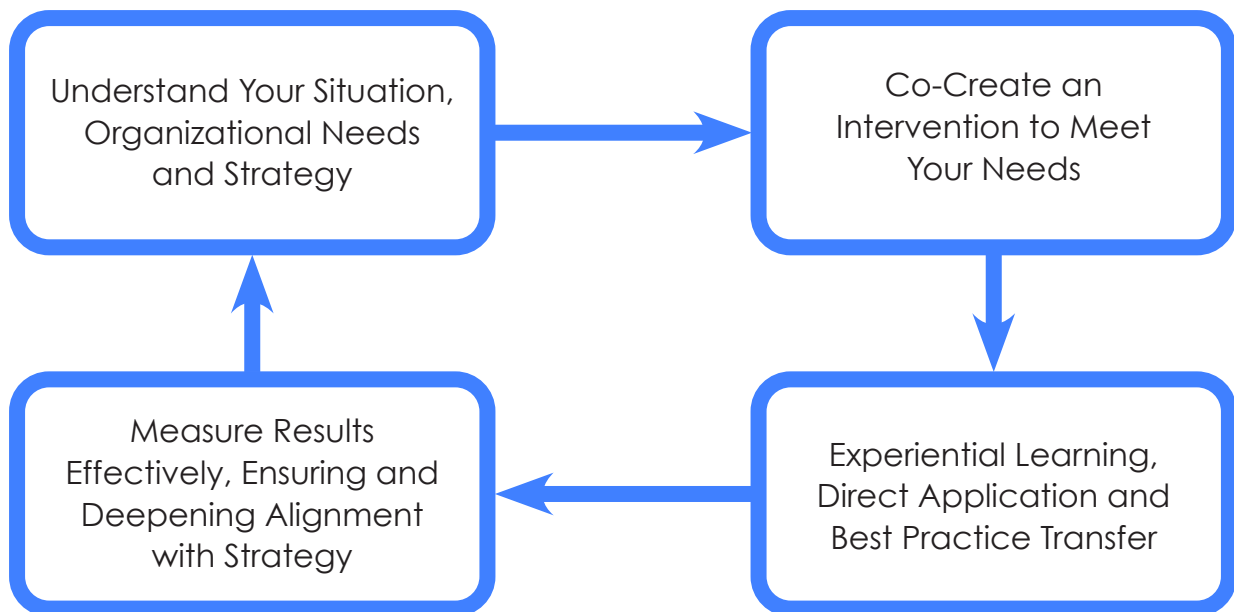 Understand Your Situation,
Organizational Needs
and Strategy
Co-Create an
Intervention to Meet
Your Needs
Measure Results
Effectively, Ensuring and
Deepening Alignment
with Strategy
Experiential Learning,
Direct Application and
Best Practice Transfer